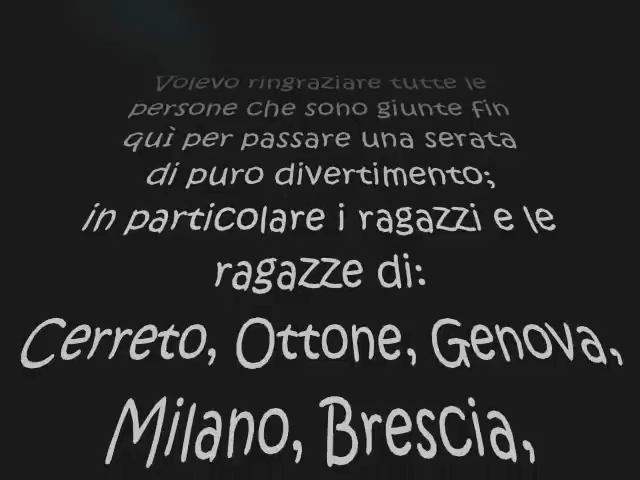 Volevo ringraziare tutte le
persone che sono giunte fin
quì per passare una serata
di puro divertimento;
in particolare i ragazzi e le
ragazze di:
Cerreto, Ottone, Genova,
Milano, Brescia,